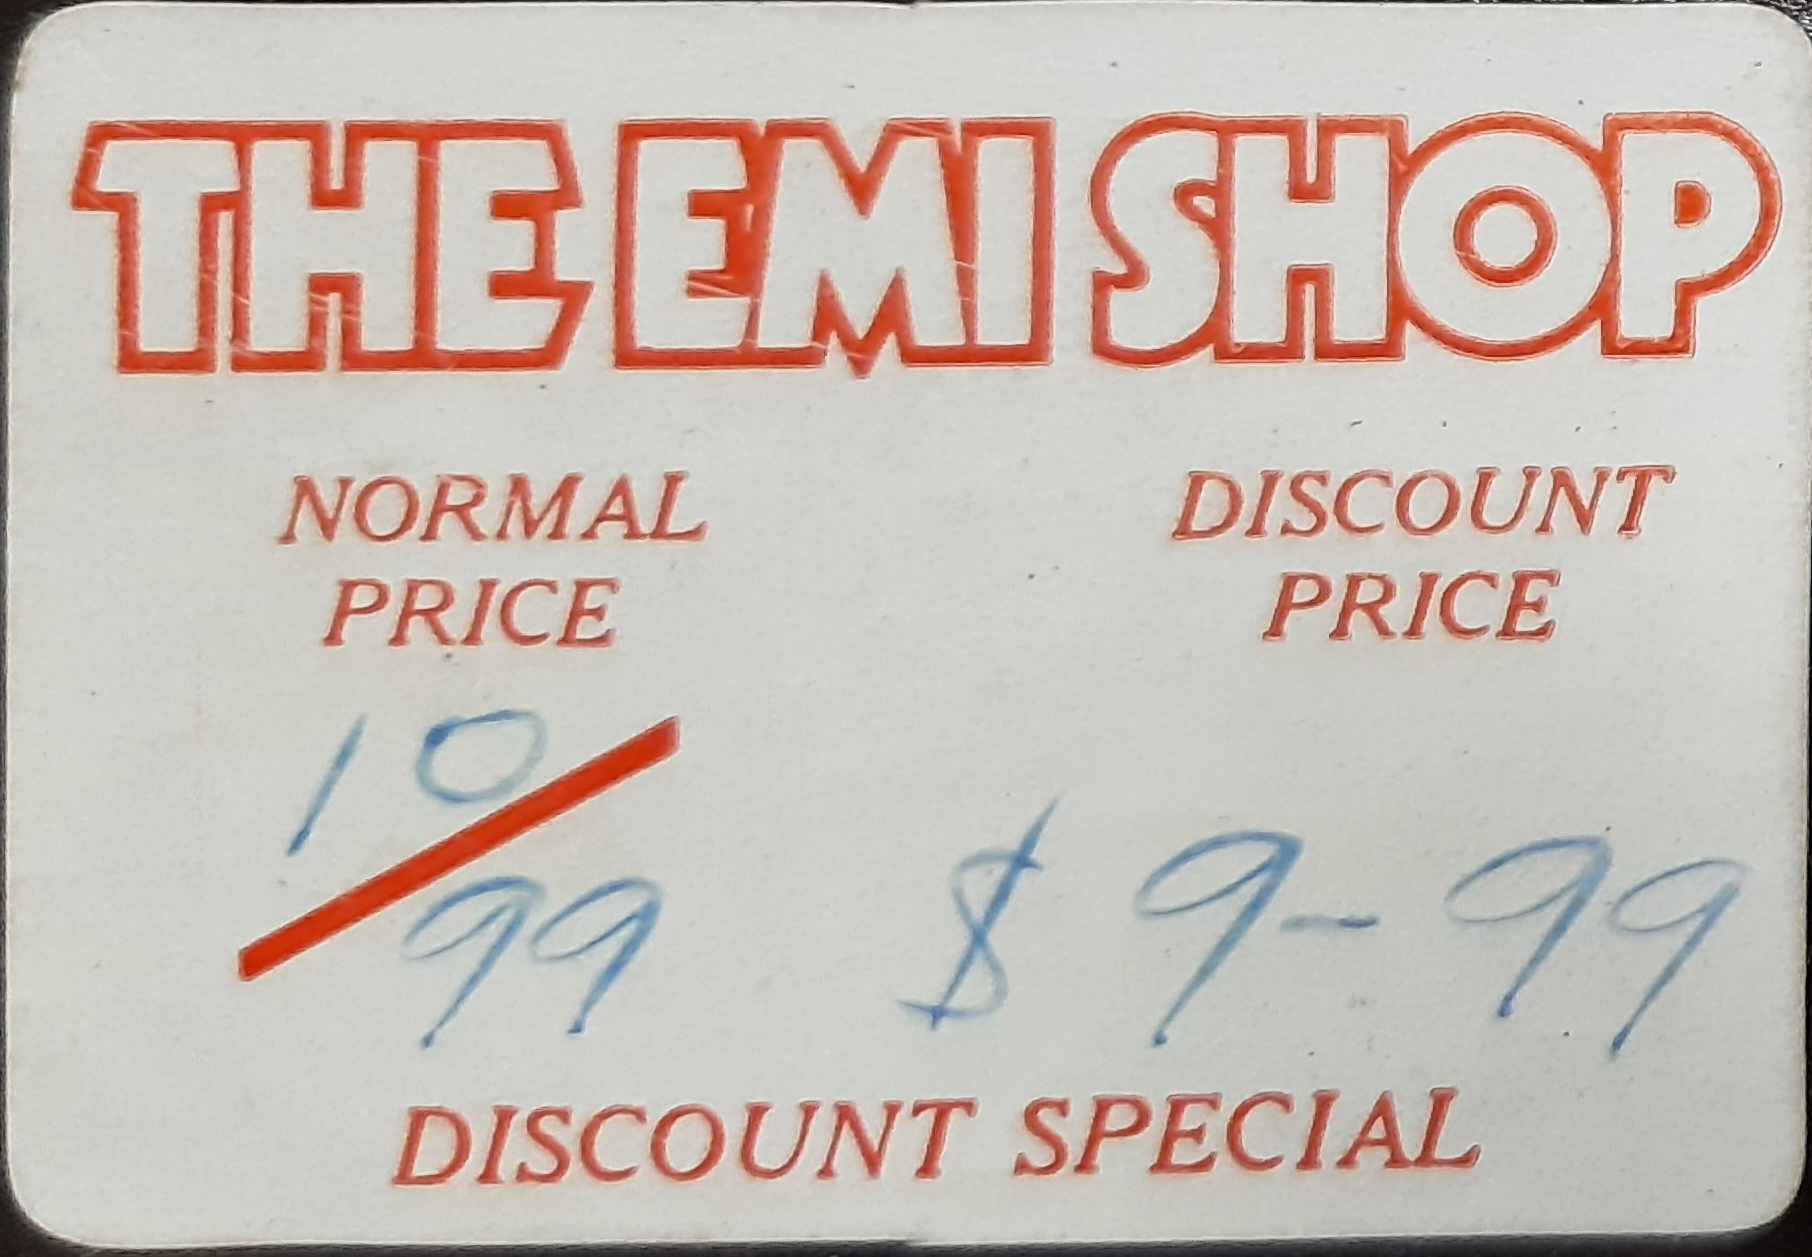 THE EMI SHOP
NORMAL PRICE
DISCOUNT PRICE
10/99
$9-99
DISCOUNT SPECIAL